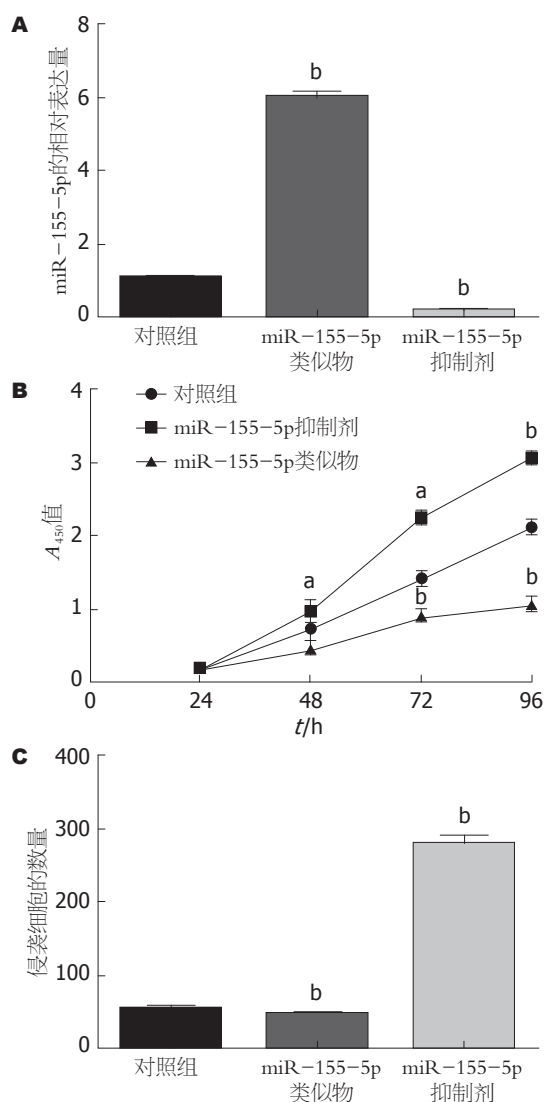 A
miR-155-5p的相对表达量
8
6
4
2
0
b
b
对照组
miR-155-5p
类似物
miR-155-5p
抑制剂
B
对照组
miR-155-5p抑制剂
miR-155-5p类似物
A450值
4
3
2
1
0
a
a
b
b
b
0 24 48 72 96
t/h
C
侵袭细胞的数量
400
300
200
100
0
b
b
对照组
miR-155-5p
类似物
miR-155-5p
抑制剂